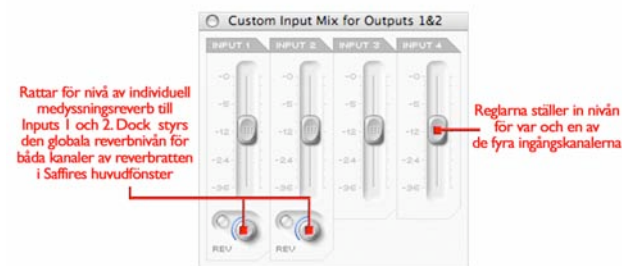 Custom Input Mix for Outputs 1&2
INPUT 1 INPUT 2 INPUT 3 INPUT 4
Rattar för nivå av individuell
medyssningsreverb till
Inputs 1 och 2. Dock styrs
den globala reverbnivån för
båda kanaler av reverbratten
i Saffires huvudfönster
-0- -0- -0- -0-
-6- -6- -6- -6-
-12 -12 -12 -12
-24 -24 -24 -24
-36 -36 -36 -36
Reglarna ställer in nivån
för var och en av
de fyra ingångskanalerna
REV REV